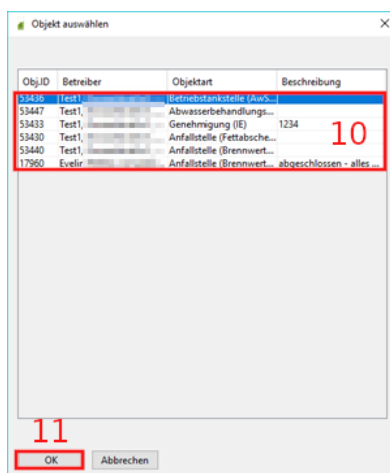 Objekt auswählen
Obj.ID Betreiber Objektart Beschreibung
53436 Test1, Betriebstankstelle (AwS...
53447 Test1, Abwasserbehandlungs...
53433 Test1, Genehmigung (IE) 1234
53430 Test1, Anfallstelle (Fettabsche...
53440 Test1, Anfallstelle (Brennwert...
17960 Evelir Anfallstelle (Brennwert... abgeschlossen - alles ...
10
11
OK Abbrechen